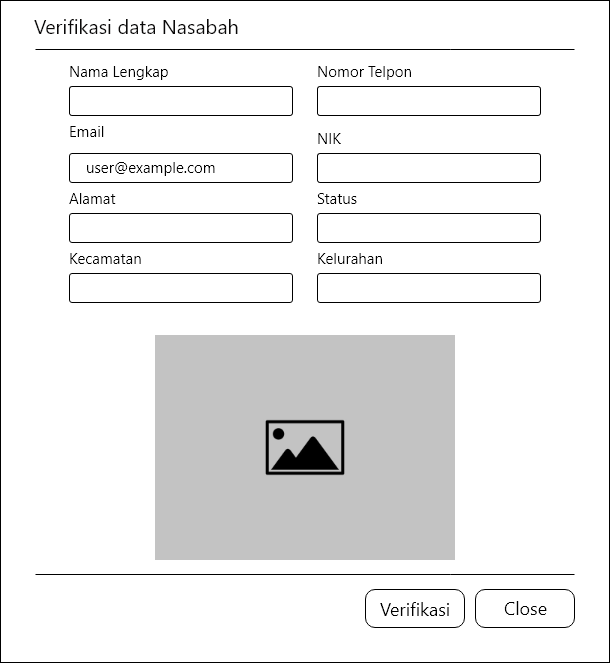 Verifikasi data Nasabah
Nama Lengkap
Nomor Telpon
Email
NIK
user@example.com
Alamat
Status
Kecamatan
Kelurahan
Verifikasi
Close